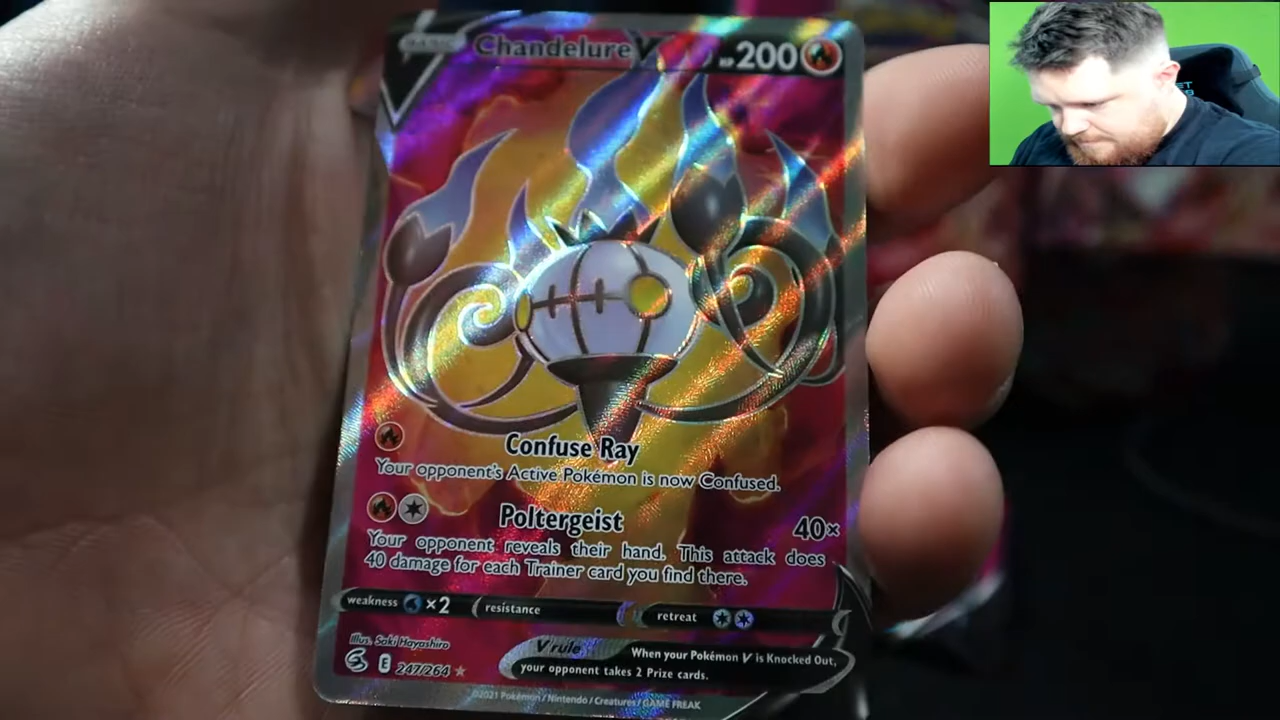 BASIC Chandelure V HP 200
Confuse Ray
Your opponent's Active Pokémon is now Confused.
Poltergeist 40×
Your opponent reveals their hand. This attack does
40 damage for each Trainer card you find there.
weakness ×2 resistance retreat
Illus. Saki Hayashiro
V rule When your Pokémon V is Knocked Out,
your opponent takes 2 Prize cards.
E 247/264
©2021 Pokémon / Nintendo / Creatures / GAME FREAK